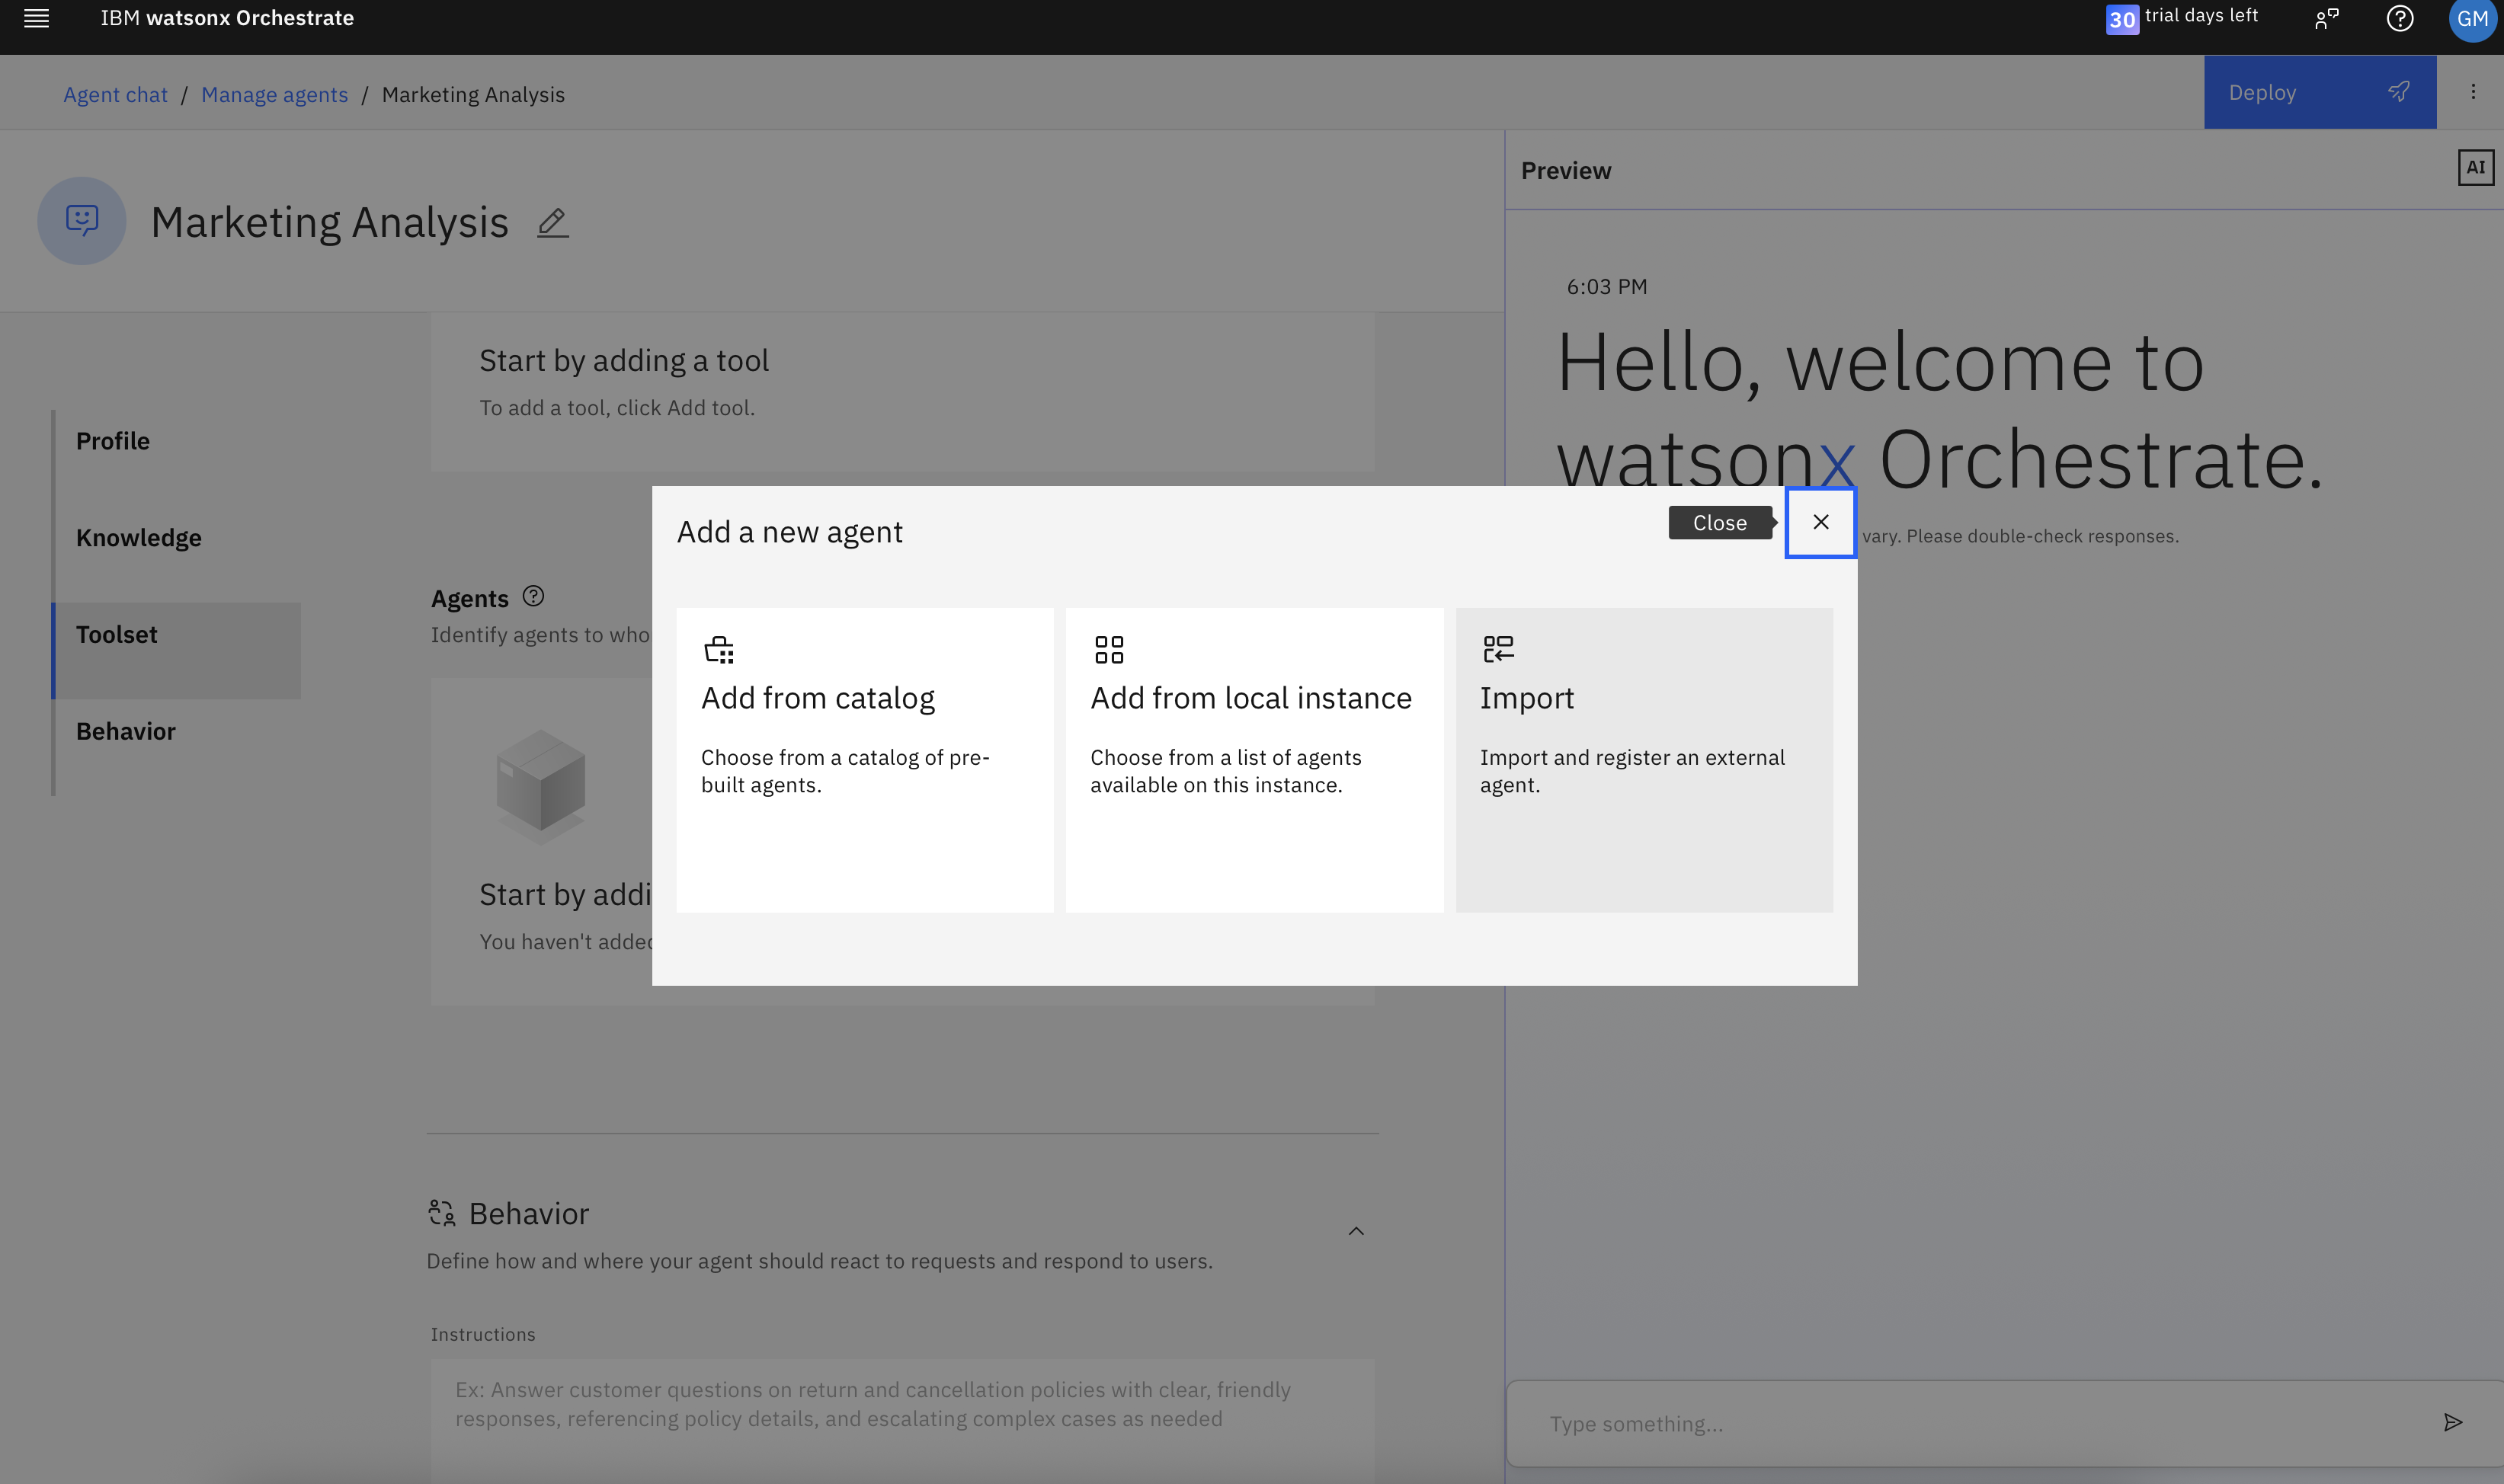 IBM watsonx Orchestrate
30 trial days left
GM
Agent chat / Manage agents / Marketing Analysis
Deploy
Marketing Analysis
Preview
AI
6:03 PM
Hello, welcome to
watsonx Orchestrate.
vary. Please double-check responses.
Start by adding a tool
To add a tool, click Add tool.
Profile
Knowledge
Toolset
Behavior
Agents
Identify agents to who
Start by addi
You haven't added
Add a new agent
Close
Add from catalog
Choose from a catalog of pre-
built agents.
Add from local instance
Choose from a list of agents
available on this instance.
Import
Import and register an external
agent.
Behavior
Define how and where your agent should react to requests and respond to users.
Instructions
Ex: Answer customer questions on return and cancellation policies with clear, friendly
responses, referencing policy details, and escalating complex cases as needed
Type something...